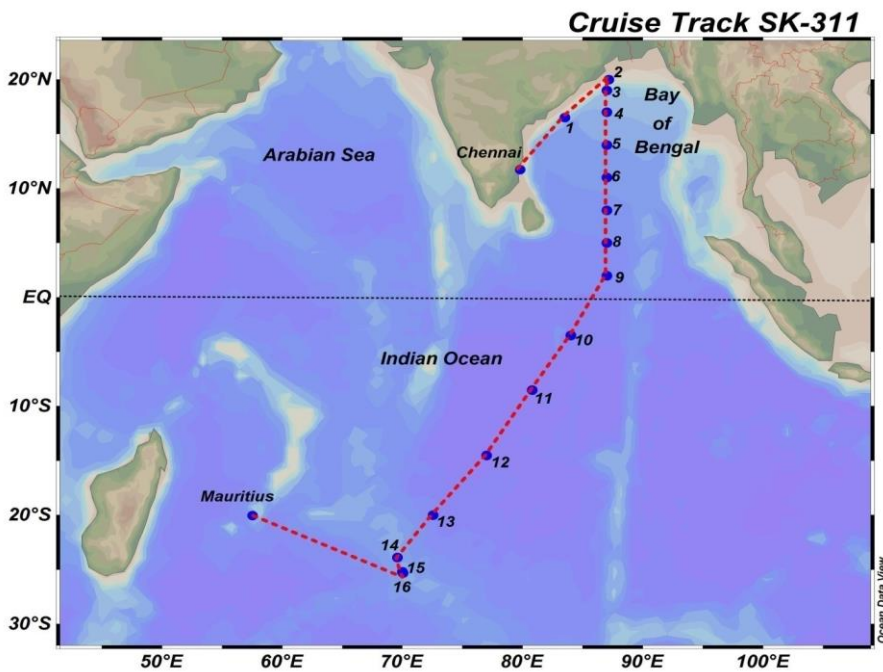 Cruise Track SK-311
20°N
2
3
Bay
4
of
1
Bengal
Arabian Sea
Chennai
5
10°N
6
7
8
9
EQ
10
Indian Ocean
10°S
11
12
Mauritius
20°S
13
14
15
16
30°S
50°E 60°E 70°E 80°E 90°E 100°E
Ocean Data View